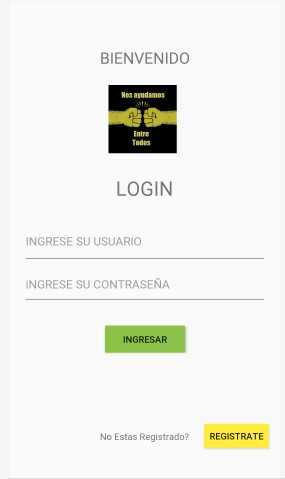 BIENVENIDO
Nos ayudamos
Entre
Todos
LOGIN
INGRESE SU USUARIO
iNGRESE SU CONTRASEÑA
INGRESAR
No Estas Registrado?
REGISTRATE